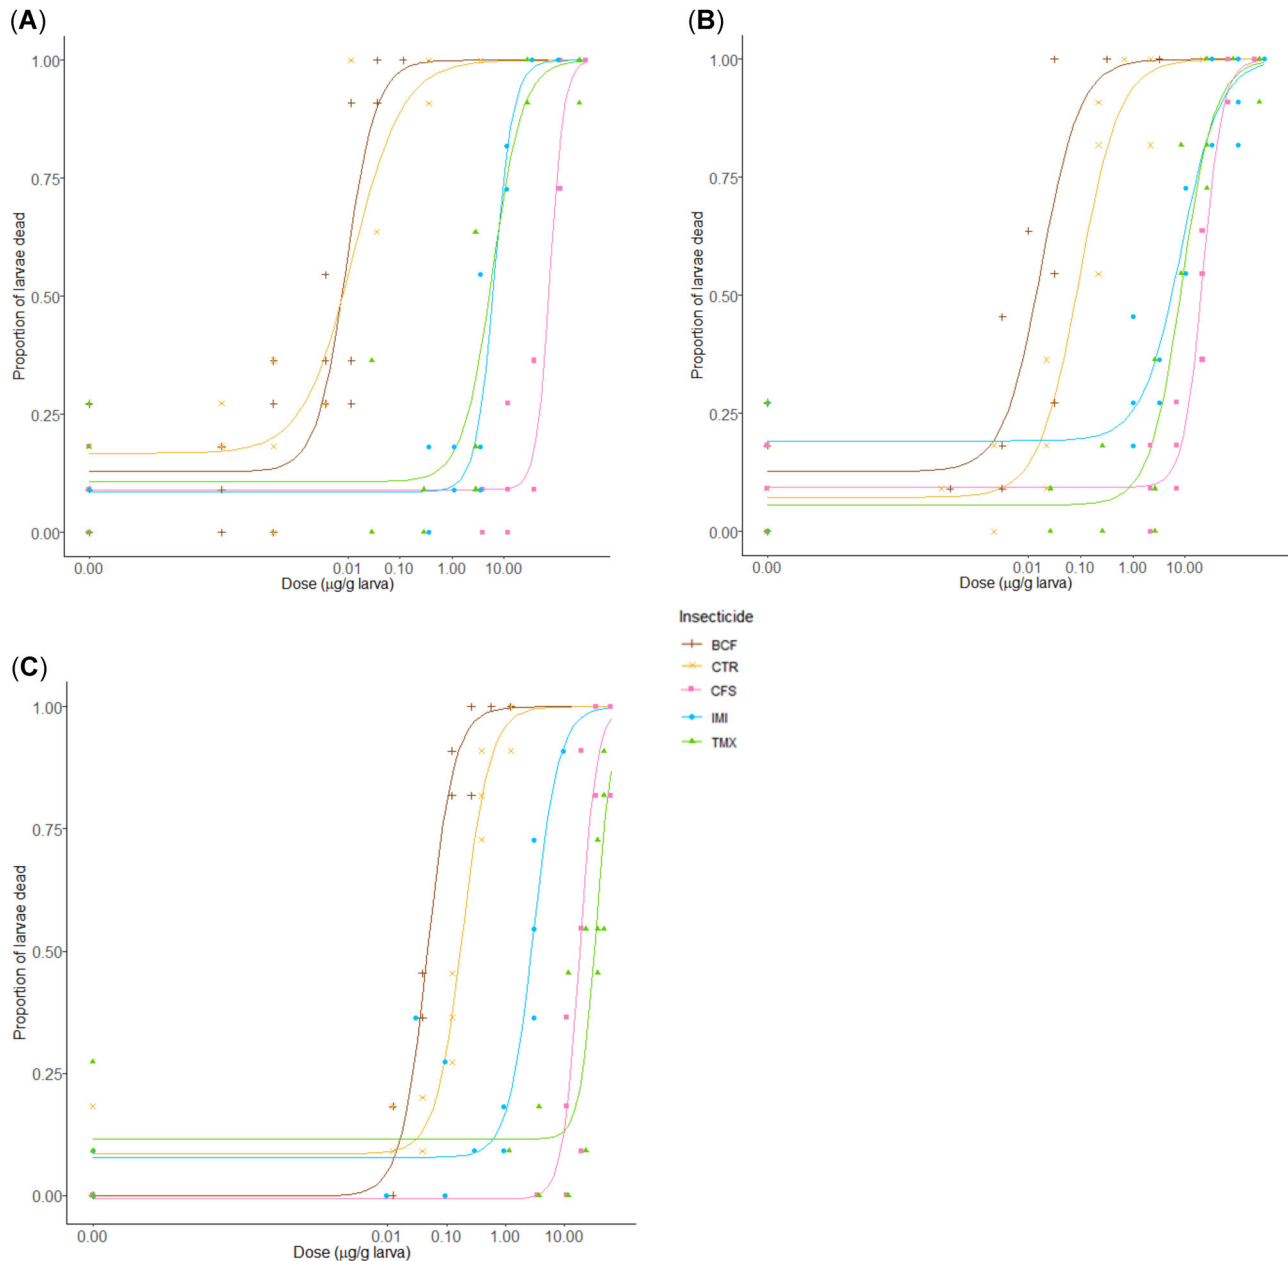 (A)
1.00
0.75
0.50
0.25
0.00
Proportion of larvae dead
0.00 0.01 0.10 1.00 10.00
Dose (µg/g larva)
(B)
1.00
0.75
0.50
0.25
0.00
Proportion of larvae dead
0.00 0.01 0.10 1.00 10.00
Dose (µg/g larva)
Insecticide
BCF
CTR
CFS
IMI
TMX
(C)
1.00
0.75
0.50
0.25
0.00
Proportion of larvae dead
0.00 0.01 0.10 1.00 10.00
Dose (µg/g larva)